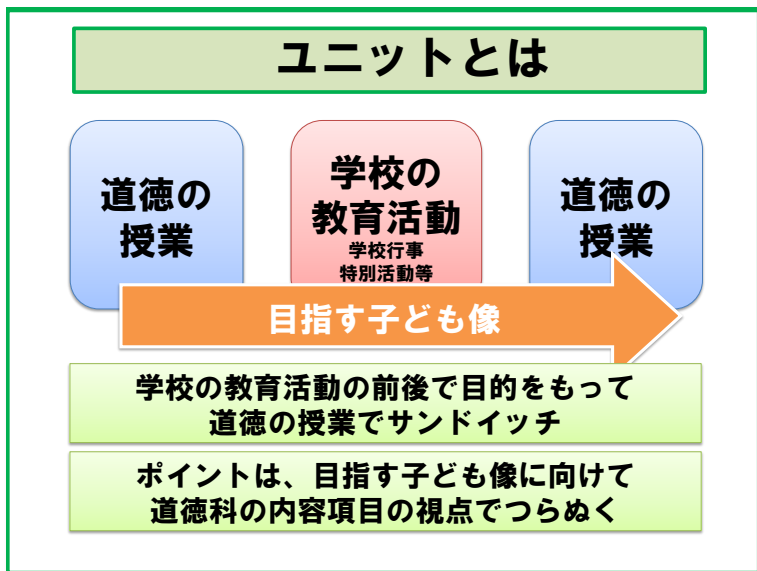 ユニットとは
道徳の
授業
学校の
教育活動
学校行事
特別活動等
道徳の
授業
目指す子ども像
学校の教育活動の前後で目的をもって
道徳の授業でサンドイッチ
ポイントは、目指す子ども像に向けて
道徳科の内容項目の視点でつらぬく